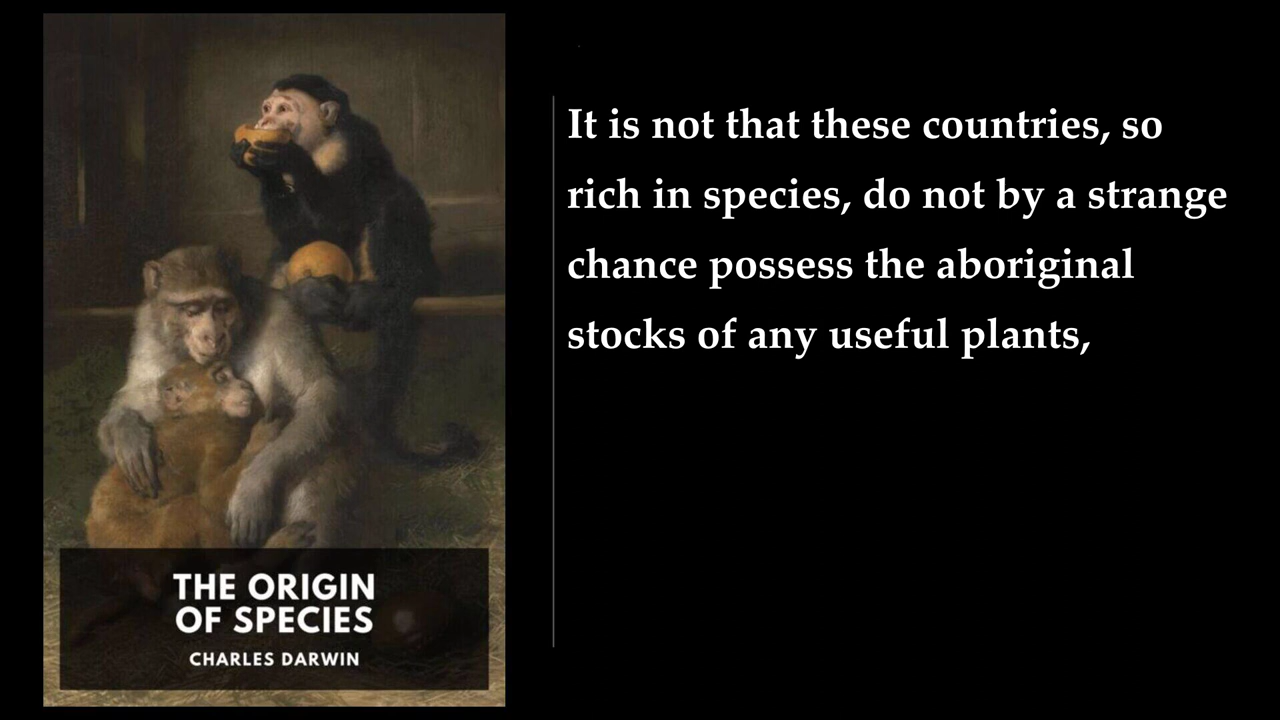 THE ORIGIN
OF SPECIES
CHARLES DARWIN
It is not that these countries, so
rich in species, do not by a strange
chance possess the aboriginal
stocks of any useful plants,